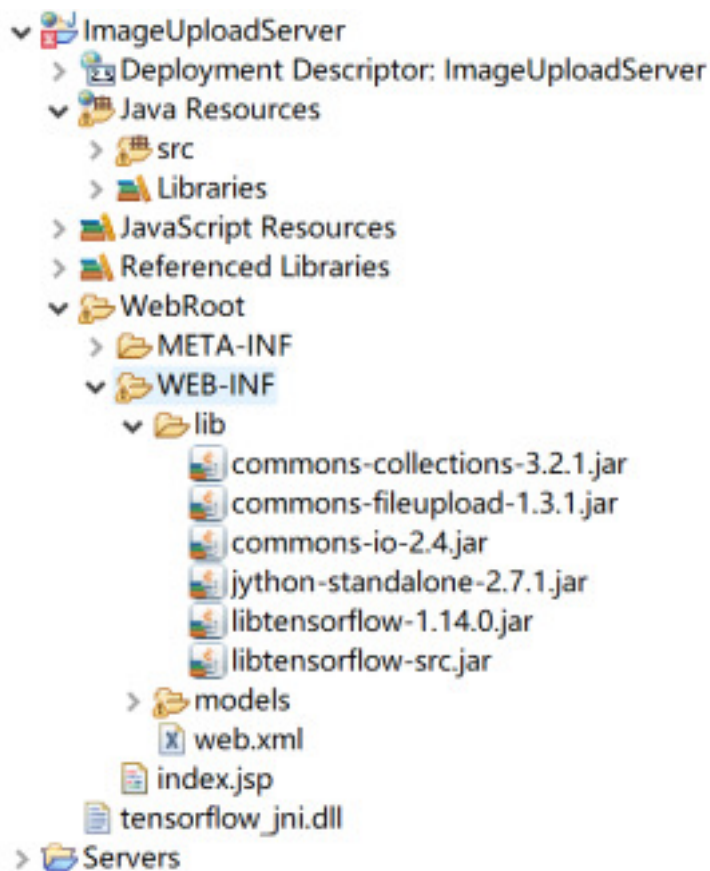 ImageUploadServer
Deployment Descriptor: ImageUploadServer
Java Resources
src
Libraries
JavaScript Resources
Referenced Libraries
WebRoot
META-INF
WEB-INF
lib
commons-collections-3.2.1.jar
commons-fileupload-1.3.1.jar
commons-io-2.4.jar
jython-standalone-2.7.1.jar
libtensorflow-1.14.0.jar
libtensorflow-src.jar
models
web.xml
index.jsp
tensorflow_jni.dll
Servers